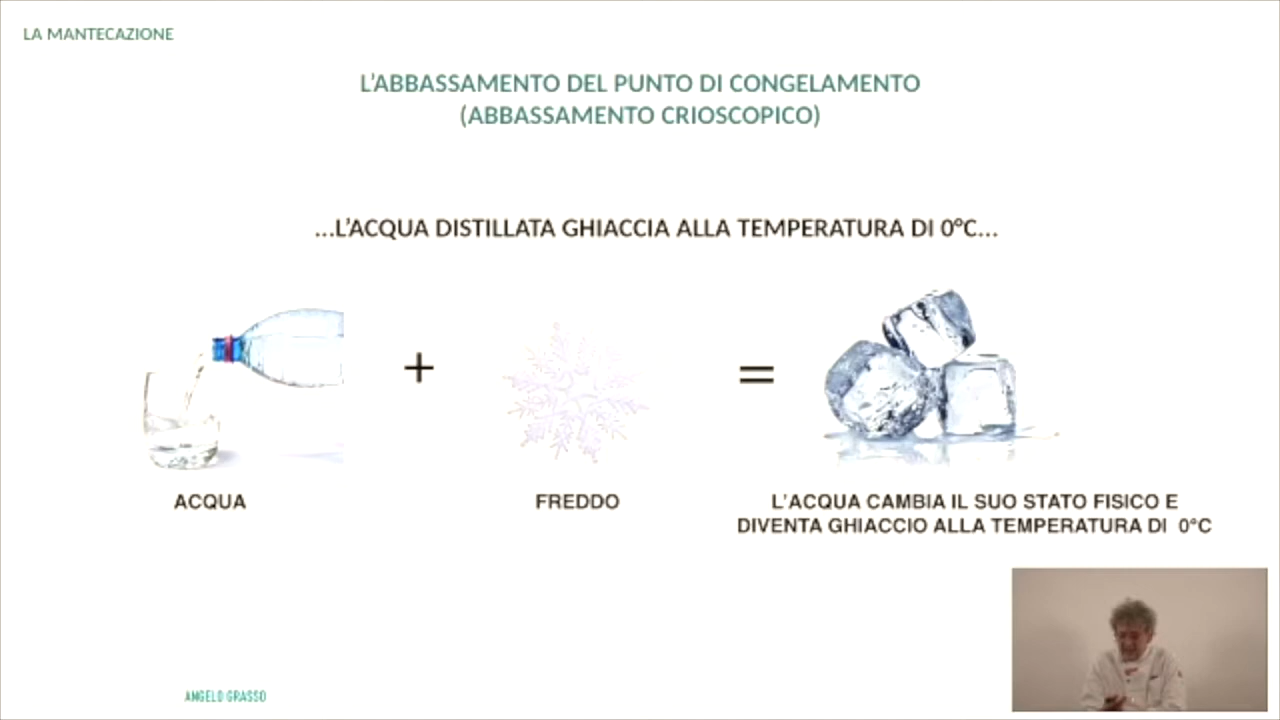 LA MANTECAZIONE
L'ABBASSAMENTO DEL PUNTO DI CONGELAMENTO
(ABBASSAMENTO CRIOSCOPICO)
...L'ACQUA DISTILLATA GHIACCIA ALLA TEMPERATURA DI 0°C...
+
=
ACQUA
FREDDO
L'ACQUA CAMBIA IL SUO STATO FISICO E
DIVENTA GHIACCIO ALLA TEMPERATURA DI 0°C
ANGELO GRASSO